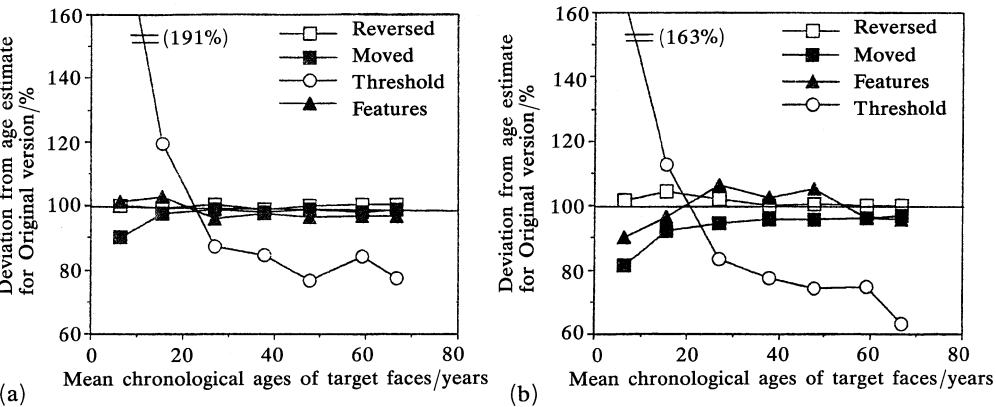 Deviation from age estimate
for Original version/%
160
140
120
100
80
60
(191%)
Reversed
Moved
Threshold
Features
0 20 40 60 80
Mean chronological ages of target faces/years
(a)
Deviation from age estimate
for Original version/%
160
140
120
100
80
60
(163%)
Reversed
Moved
Features
Threshold
0 20 40 60 80
Mean chronological ages of target faces/years
(b)